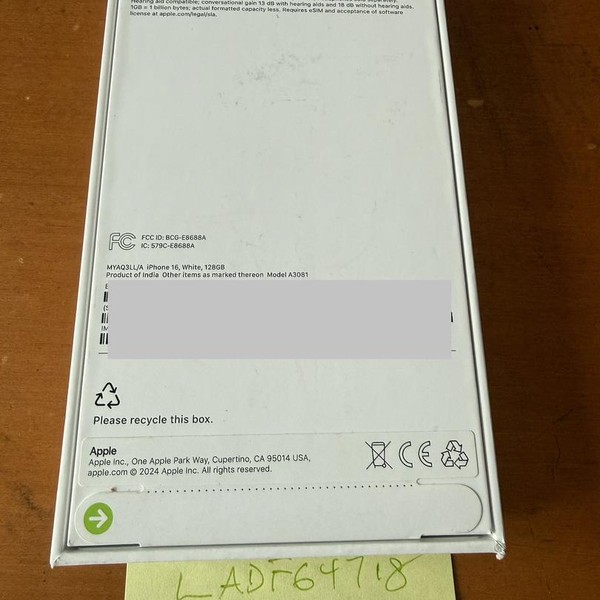 Hearing aid compatible; conversational gain 13 dB with hearing aids and 18 dB without hearing aids.
1GB = 1 billion bytes; actual formatted capacity less. Requires eSIM and acceptance of software
license at apple.com/legal/sla.
FC FCC ID: BCG-E8688A
IC: 579C-E8688A
MYAQ3LL/A iPhone 16, White, 128GB
Product of India Other items as marked thereon Model A3081
E
(S
IM
Please recycle this box.
Apple
Apple Inc., One Apple Park Way, Cupertino, CA 95014 USA,
apple.com © 2024 Apple Inc. All rights reserved.
CE
LADF64718